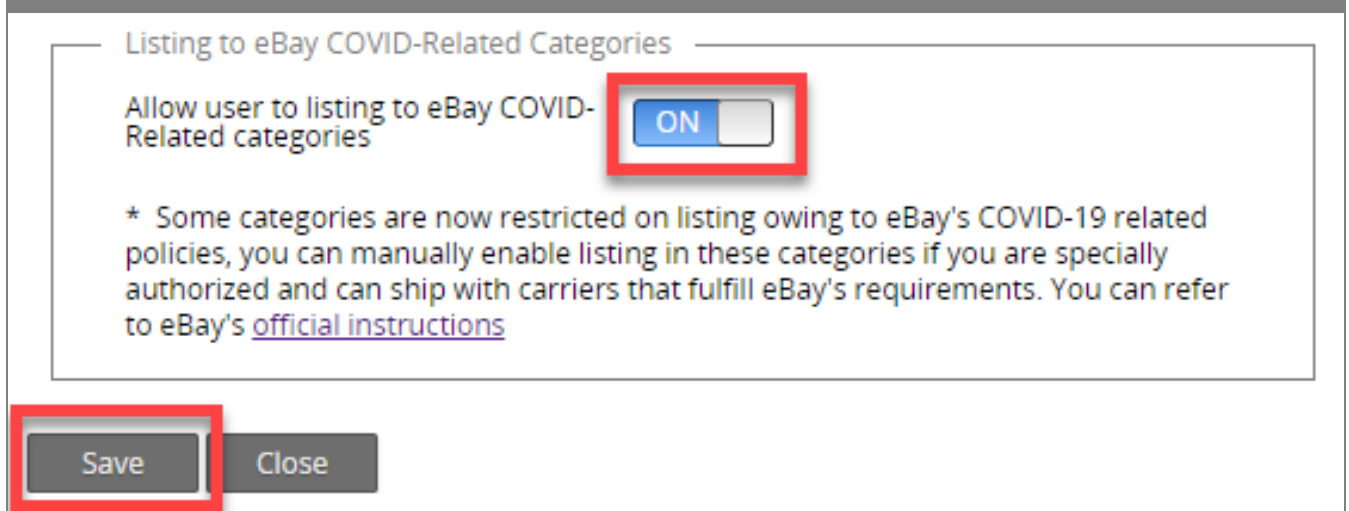 Listing to eBay COVID-Related Categories
Allow user to listing to eBay COVID-
Related categories
ON
* Some categories are now restricted on listing owing to eBay's COVID-19 related
policies, you can manually enable listing in these categories if you are specially
authorized and can ship with carriers that fulfill eBay's requirements. You can refer
to eBay's official instructions
Save
Close